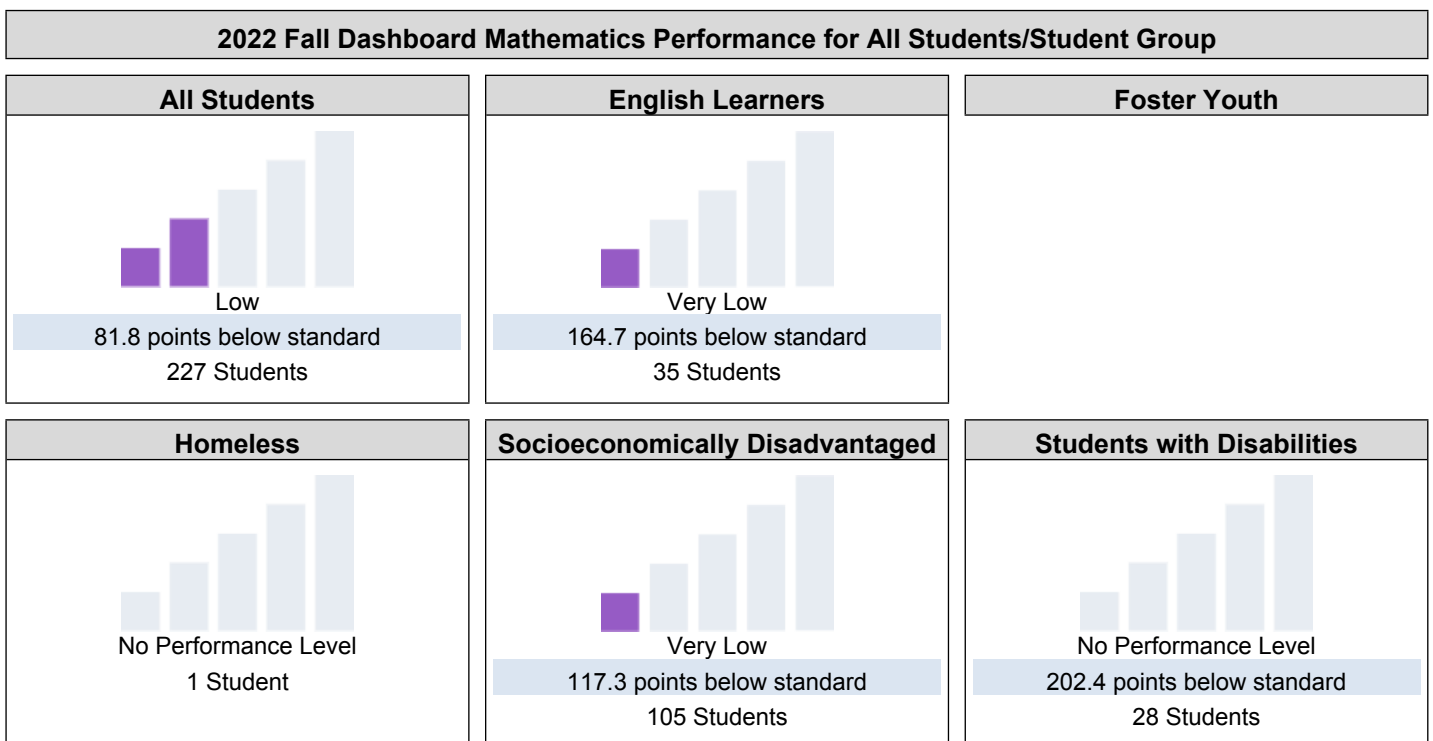 2022 Fall Dashboard Mathematics Performance for All Students/Student Group
All Students
Low
81.8 points below standard
227 Students
English Learners
Very Low
164.7 points below standard
35 Students
Foster Youth
Homeless
No Performance Level
1 Student
Socioeconomically Disadvantaged
Very Low
117.3 points below standard
105 Students
Students with Disabilities
No Performance Level
202.4 points below standard
28 Students